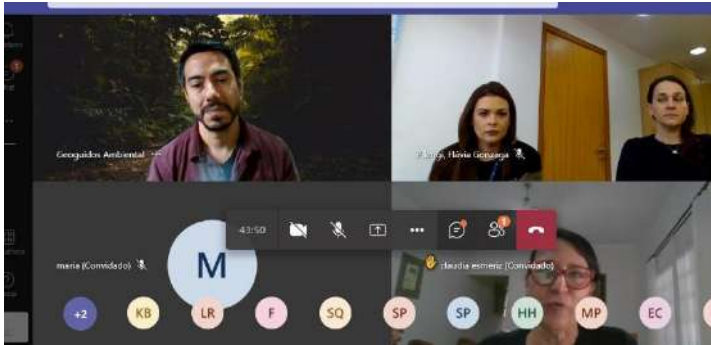 Geoguidos Ambiental ...
Flávia Gonzaga
43:50
...
1
maria (Convidado)
M
claudia esmeriz (Convidado)
+2
KB
LR
F
SQ
SP
SP
HH
MP
EC